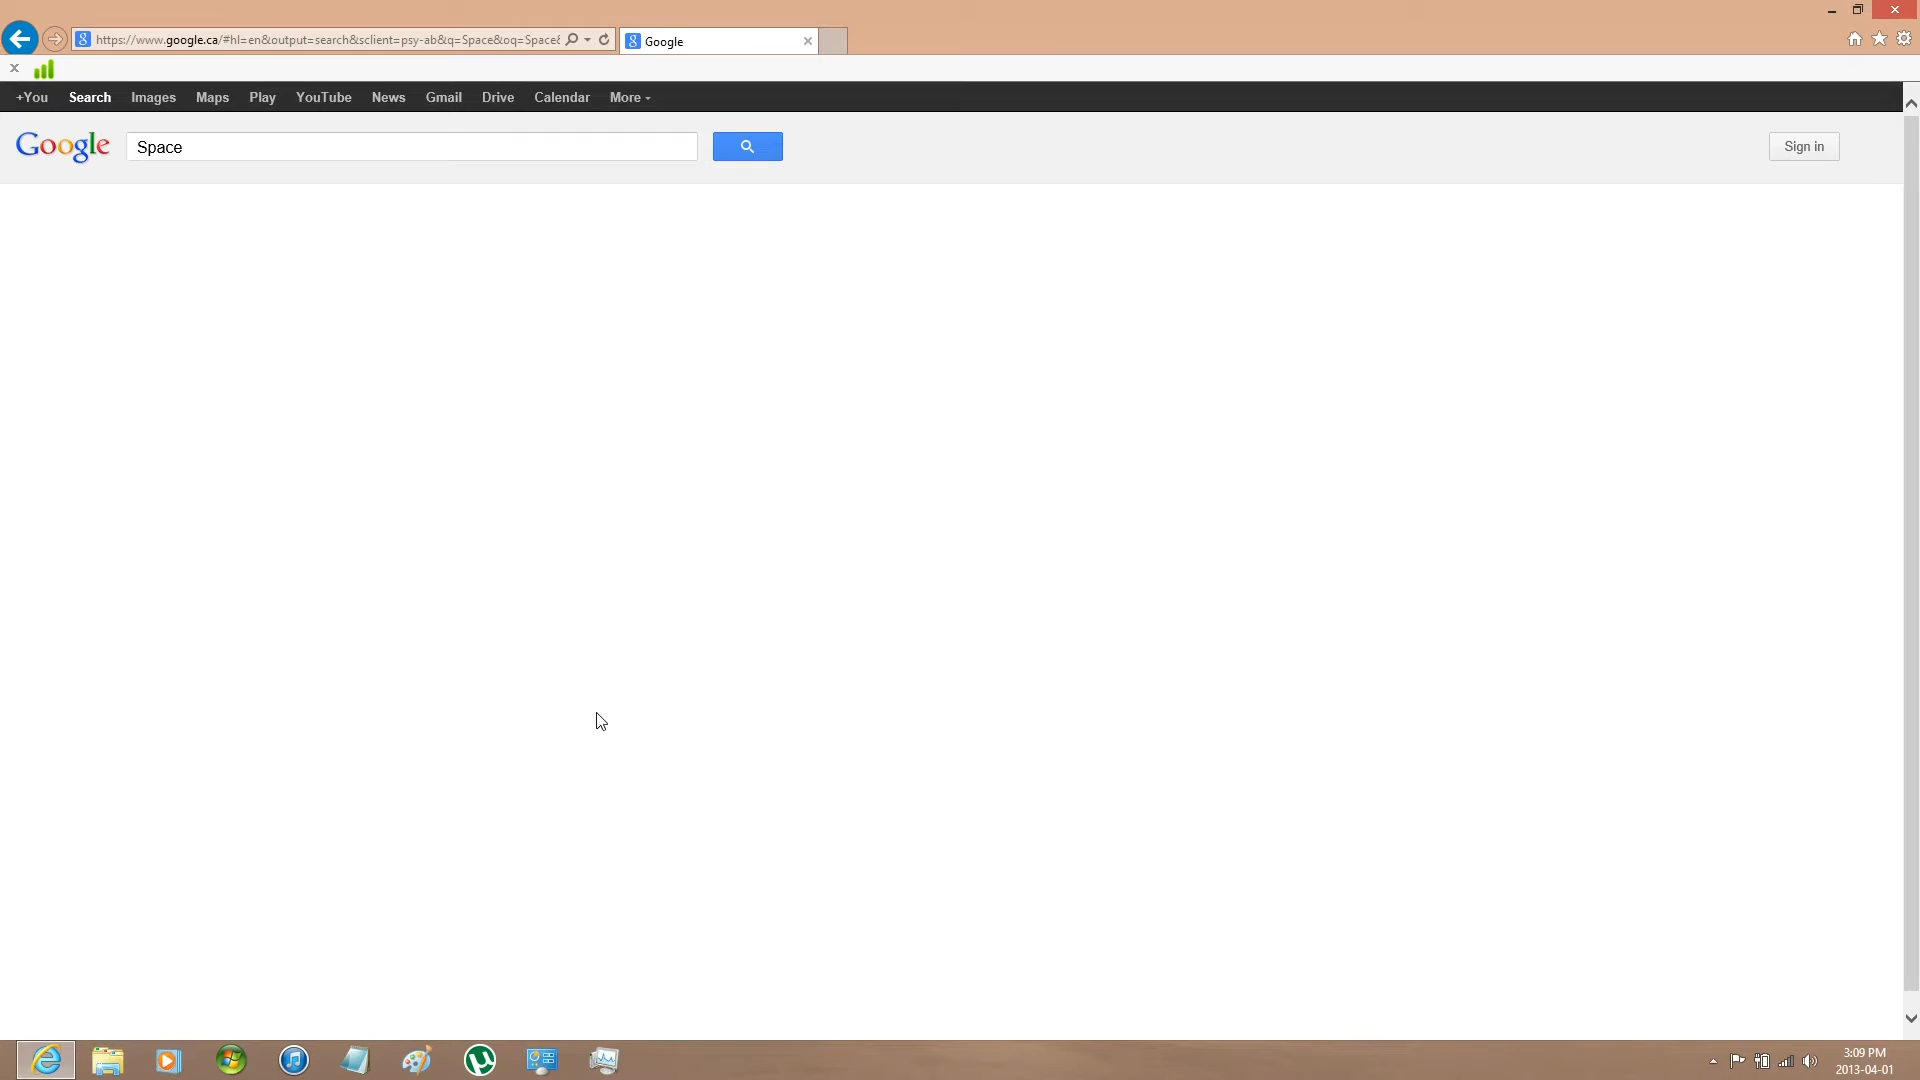 https://www.google.ca/#hl=en&output=search&sclient=psy-ab&q=Space&oq=Space&
Google
+You Search Images Maps Play YouTube News Gmail Drive Calendar More
Google Space Sign in
3:09 PM
2013-04-01